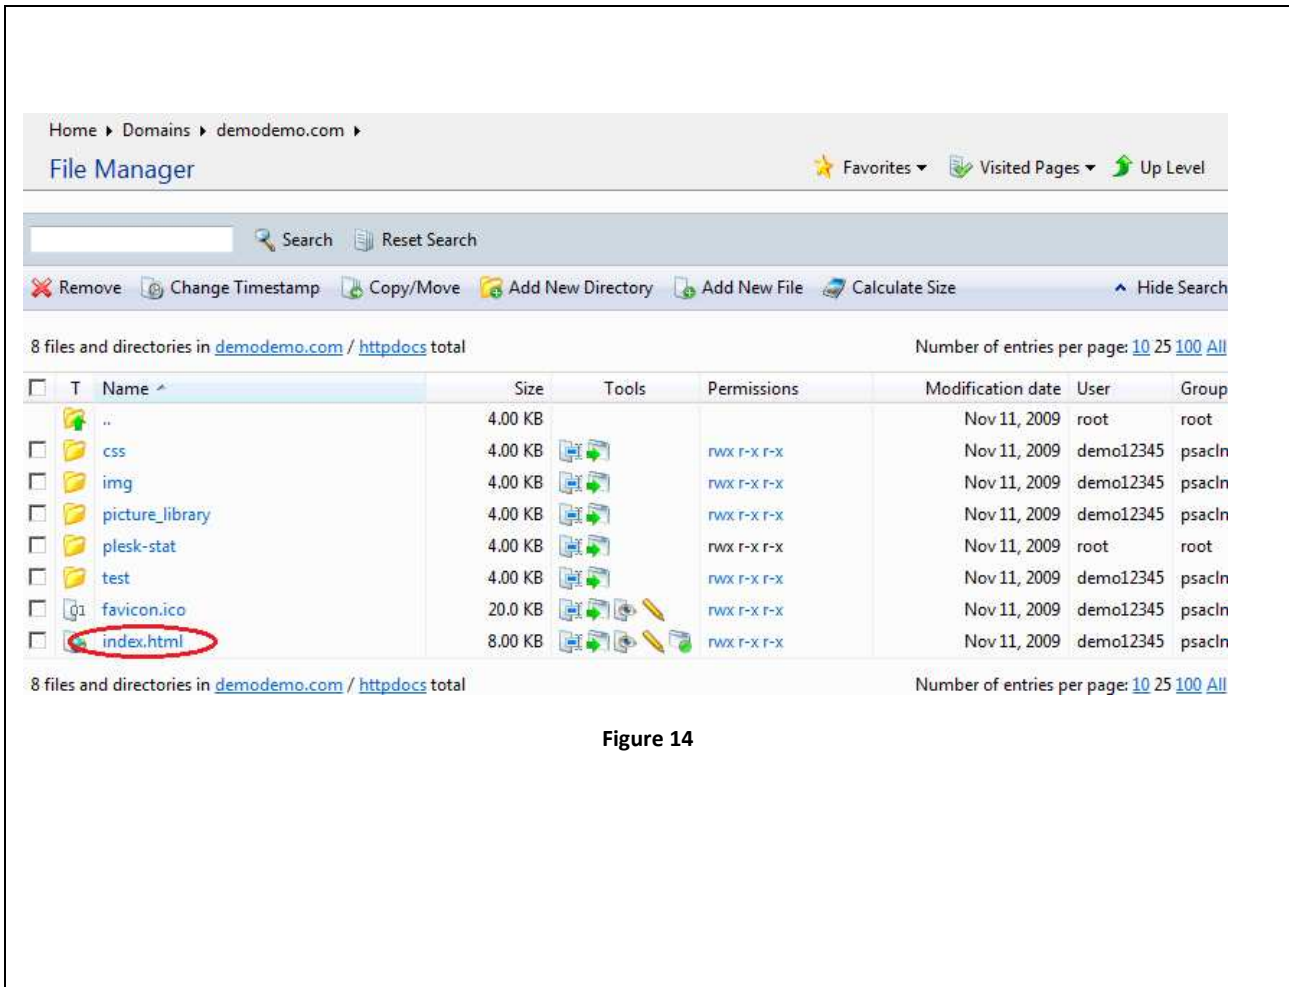 Home ▸ Domains ▸ demodemo.com ▸
File Manager Favorites ▾ Visited Pages ▾ Up Level
Search Reset Search
Remove Change Timestamp Copy/Move Add New Directory Add New File Calculate Size Hide Search
8 files and directories in demodemo.com / httpdocs total Number of entries per page: 10 25 100 All
T Name Size Tools Permissions Modification date User Group
.. 4.00 KB Nov 11, 2009 root root
css 4.00 KB rwx r-x r-x Nov 11, 2009 demo12345 psacln
img 4.00 KB rwx r-x r-x Nov 11, 2009 demo12345 psacln
picture_library 4.00 KB rwx r-x r-x Nov 11, 2009 demo12345 psacln
plesk-stat 4.00 KB rwx r-x r-x Nov 11, 2009 root root
test 4.00 KB rwx r-x r-x Nov 11, 2009 demo12345 psacln
favicon.ico 20.0 KB rwx r-x r-x Nov 11, 2009 demo12345 psacln
index.html 8.00 KB rwx r-x r-x Nov 11, 2009 demo12345 psacln
8 files and directories in demodemo.com / httpdocs total Number of entries per page: 10 25 100 All
Figure 14